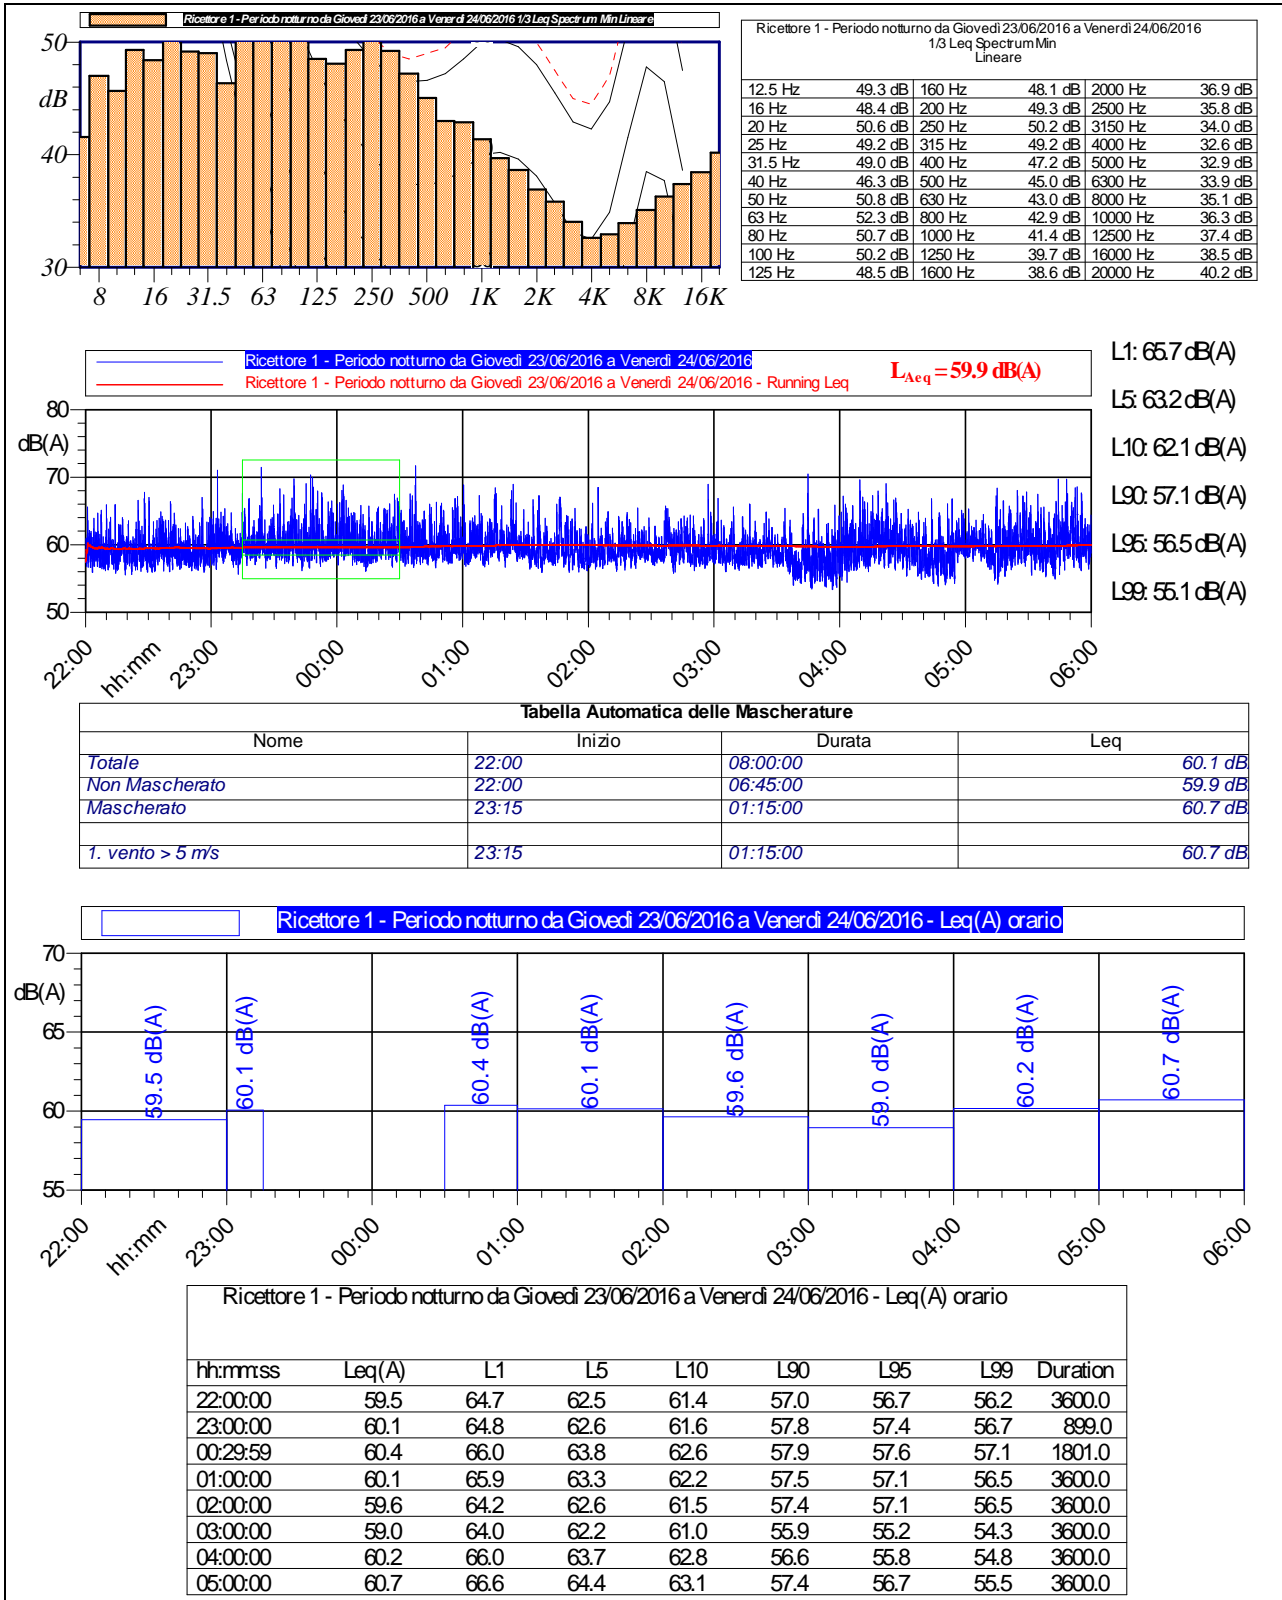 Ricettore 1 - Periodo notturno da Giovedì 23/06/2016 a Venerdì 24/06/2016 1/3 Leq Spectrum Min Lineare
50
dB
40
30
8 16 31.5 63 125 250 500 1K 2K 4K 8K 16K
Ricettore 1 - Periodo notturno da Giovedì 23/06/2016 a Venerdì 24/06/2016
1/3 Leq Spectrum Min
Lineare
12.5 Hz 49.3 dB 160 Hz 48.1 dB 2000 Hz 36.9 dB
16 Hz 48.4 dB 200 Hz 49.3 dB 2500 Hz 35.8 dB
20 Hz 50.6 dB 250 Hz 50.2 dB 3150 Hz 34.0 dB
25 Hz 49.2 dB 315 Hz 49.2 dB 4000 Hz 32.6 dB
31.5 Hz 49.0 dB 400 Hz 47.2 dB 5000 Hz 32.9 dB
40 Hz 46.3 dB 500 Hz 45.0 dB 6300 Hz 33.9 dB
50 Hz 50.8 dB 630 Hz 43.0 dB 8000 Hz 35.1 dB
63 Hz 52.3 dB 800 Hz 42.9 dB 10000 Hz 36.3 dB
80 Hz 50.7 dB 1000 Hz 41.4 dB 12500 Hz 37.4 dB
100 Hz 50.2 dB 1250 Hz 39.7 dB 16000 Hz 38.5 dB
125 Hz 48.5 dB 1600 Hz 38.6 dB 20000 Hz 40.2 dB
Ricettore 1 - Periodo notturno da Giovedì 23/06/2016 a Venerdì 24/06/2016
Ricettore 1 - Periodo notturno da Giovedì 23/06/2016 a Venerdì 24/06/2016 - Running Leq
LAeq = 59.9 dB(A)
80
dB(A)
70
60
50
22:00 hh:mm 23:00 00:00 01:00 02:00 03:00 04:00 05:00 06:00
L1: 65.7 dB(A)
L5: 63.2 dB(A)
L10: 62.1 dB(A)
L90: 57.1 dB(A)
L95: 56.5 dB(A)
L99: 55.1 dB(A)
Tabella Automatica delle Mascherature
Nome Inizio Durata Leq
Totale 22:00 08:00:00 60.1 dB
Non Mascherato 22:00 06:45:00 59.9 dB
Mascherato 23:15 01:15:00 60.7 dB
1. vento > 5 m/s 23:15 01:15:00 60.7 dB
Ricettore 1 - Periodo notturno da Giovedì 23/06/2016 a Venerdì 24/06/2016 - Leq(A) orario
70
dB(A)
65
60
55
59.5 dB(A) 60.1 dB(A) 60.4 dB(A) 60.1 dB(A) 59.6 dB(A) 59.0 dB(A) 60.2 dB(A) 60.7 dB(A)
22:00 hh:mm 23:00 00:00 01:00 02:00 03:00 04:00 05:00 06:00
Ricettore 1 - Periodo notturno da Giovedì 23/06/2016 a Venerdì 24/06/2016 - Leq(A) orario
hh:mm:ss Leq(A) L1 L5 L10 L90 L95 L99 Duration
22:00:00 59.5 64.7 62.5 61.4 57.0 56.7 56.2 3600.0
23:00:00 60.1 64.8 62.6 61.6 57.8 57.4 56.7 899.0
00:29:59 60.4 66.0 63.8 62.6 57.9 57.6 57.1 1801.0
01:00:00 60.1 65.9 63.3 62.2 57.5 57.1 56.5 3600.0
02:00:00 59.6 64.2 62.6 61.5 57.4 57.1 56.5 3600.0
03:00:00 59.0 64.0 62.2 61.0 55.9 55.2 54.3 3600.0
04:00:00 60.2 66.0 63.7 62.8 56.6 55.8 54.8 3600.0
05:00:00 60.7 66.6 64.4 63.1 57.4 56.7 55.5 3600.0